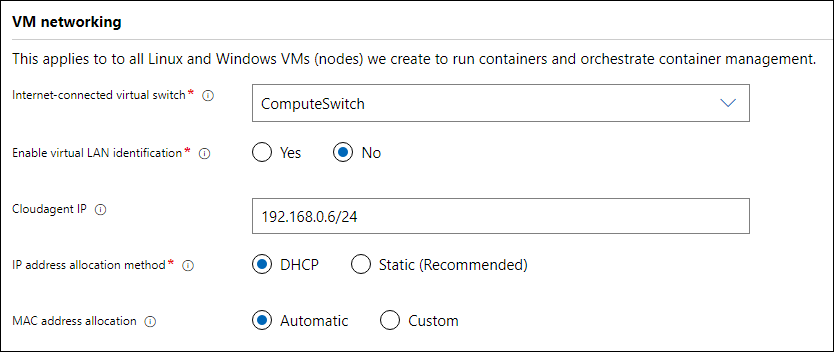 VM networking
This applies to to all Linux and Windows VMs (nodes) we create to run containers and orchestrate container management.
Internet-connected virtual switch* ComputeSwitch
Enable virtual LAN identification* Yes No
Cloudagent IP 192.168.0.6/24
IP address allocation method* DHCP Static (Recommended)
MAC address allocation Automatic Custom